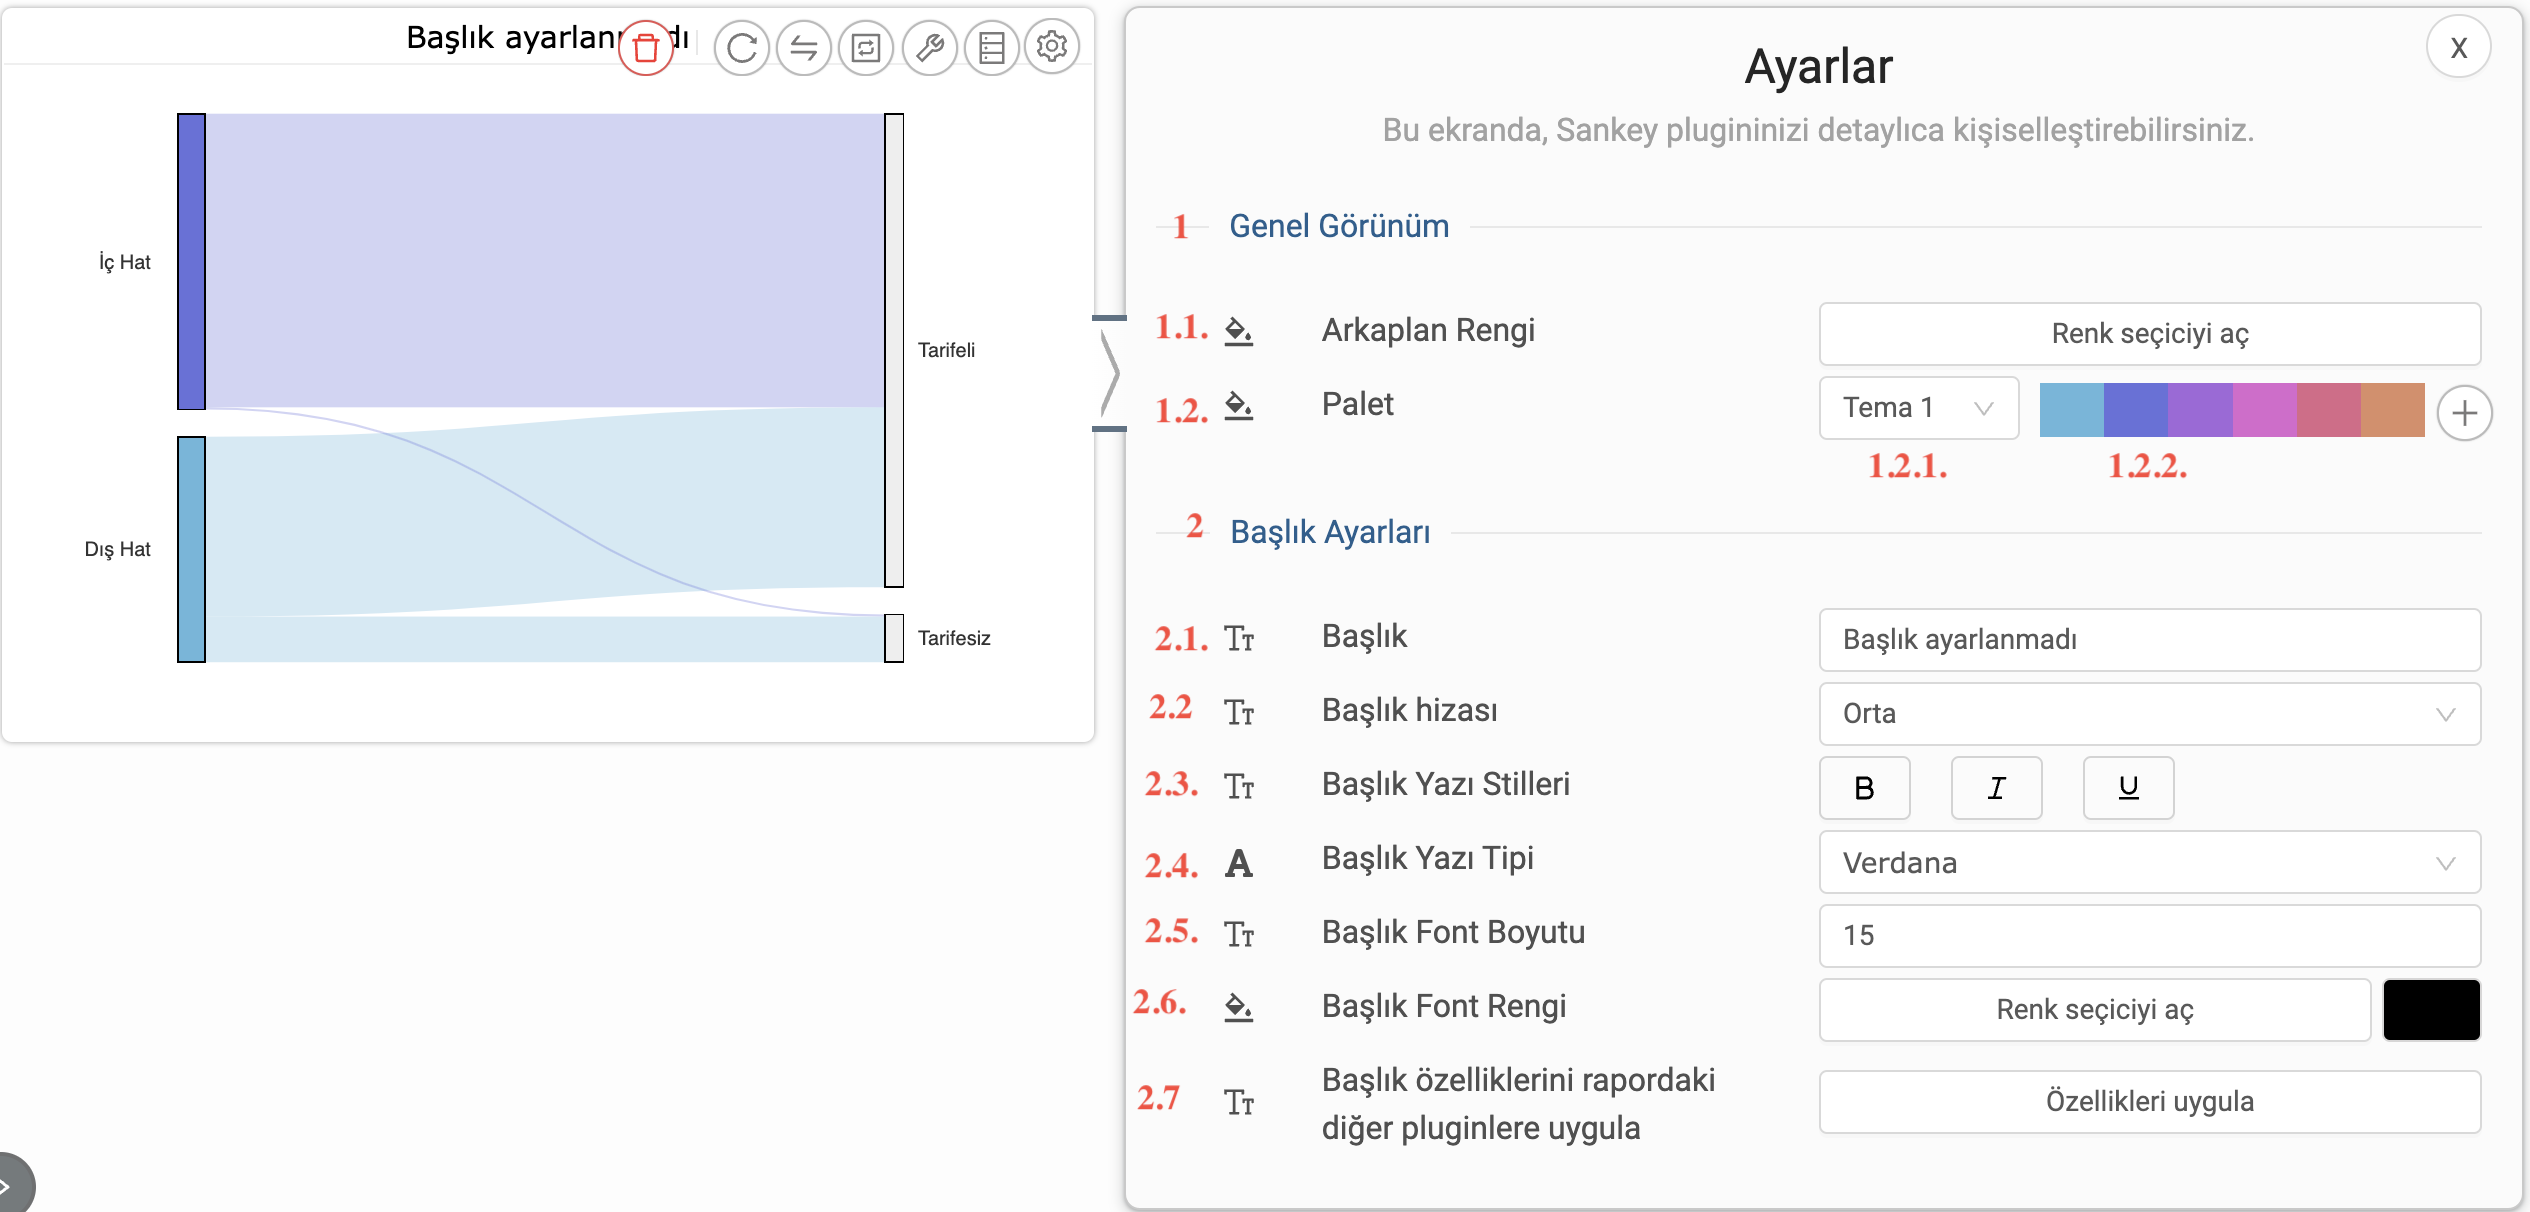 Başlık ayarlanı dı
İç Hat
Dış Hat
Tarifeli
Tarifesiz
X
Ayarlar
Bu ekranda, Sankey plugininizi detaylıca kişiselleştirebilirsiniz.
1 Genel Görünüm
1.1. Arkaplan Rengi Renk seçiciyi aç
1.2. Palet Tema 1
1.2.1. 1.2.2.
2 Başlık Ayarları
2.1. Başlık Başlık ayarlanmadı
2.2 Başlık hizası Orta
2.3. Başlık Yazı Stilleri B I U
2.4. Başlık Yazı Tipi Verdana
2.5. Başlık Font Boyutu 15
2.6. Başlık Font Rengi Renk seçiciyi aç
2.7 Başlık özelliklerini rapordaki
diğer pluginlere uygula Özellikleri uygula